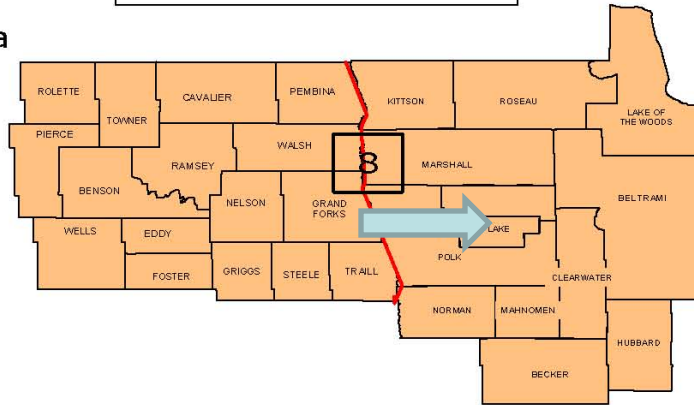 a
ROLETTE
TOWNER
CAVALIER
PEMBINA
KITTSON
ROSEAU
LAKE OF
THE WOODS
PIERCE
BENSON
RAMSEY
WALSH
8
MARSHALL
BELTRAMI
NELSON
GRAND
FORKS
LAKE
POLK
WELLS
EDDY
FOSTER
GRIGGS
STEELE
TRAILL
CLEARWATER
NORMAN
MAHNOMEN
HUBBARD
BECKER